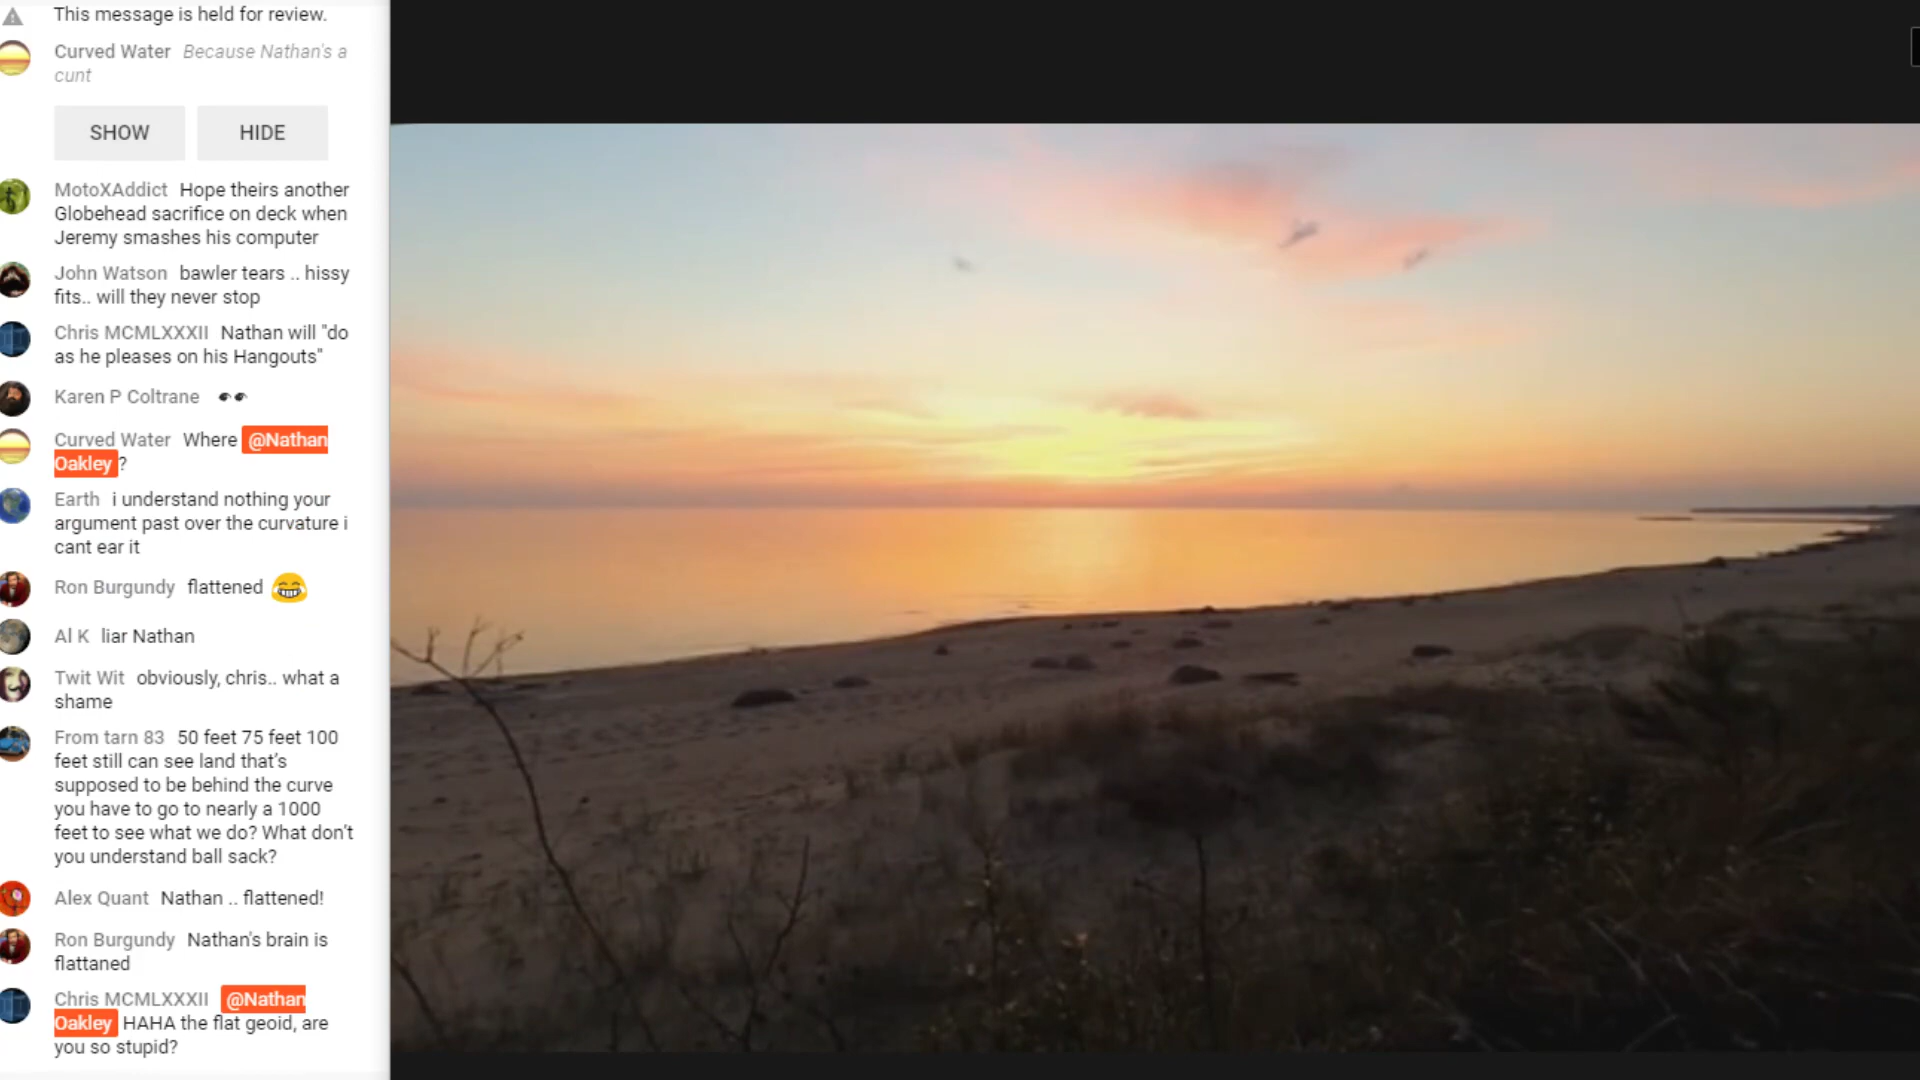 This message is held for review.
Curved Water Because Nathan's a
cunt
SHOW HIDE
MotoXAddict Hope theirs another
Globehead sacrifice on deck when
Jeremy smashes his computer
John Watson bawler tears .. hissy
fits.. will they never stop
Chris MCMLXXXII Nathan will "do
as he pleases on his Hangouts"
Karen P Coltrane
Curved Water Where @Nathan
Oakley ?
Earth i understand nothing your
argument past over the curvature i
cant ear it
Ron Burgundy flattened
Al K liar Nathan
Twit Wit obviously, chris.. what a
shame
From tarn 83 50 feet 75 feet 100
feet still can see land that's
supposed to be behind the curve
you have to go to nearly a 1000
feet to see what we do? What don't
you understand ball sack?
Alex Quant Nathan .. flattened!
Ron Burgundy Nathan's brain is
flattaned
Chris MCMLXXXII @Nathan
Oakley HAHA the flat geoid, are
you so stupid?